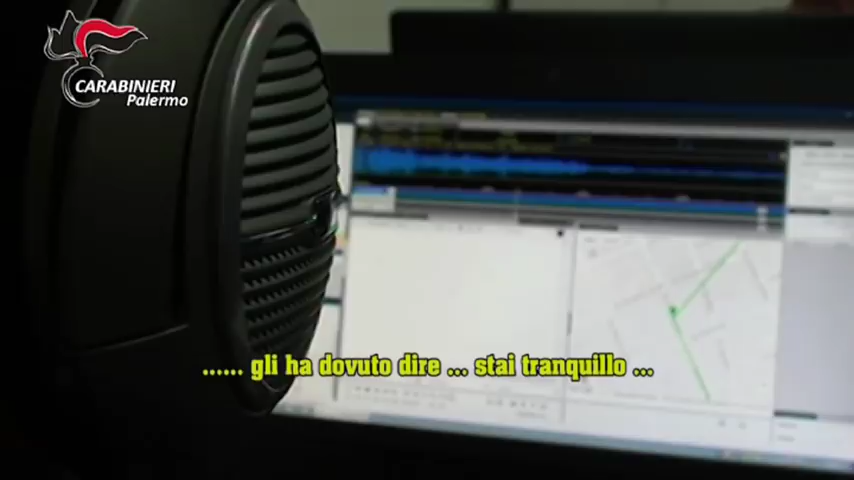 CARABINIERI
Palermo
...... gli ha dovuto dire ... stai tranquillo ...